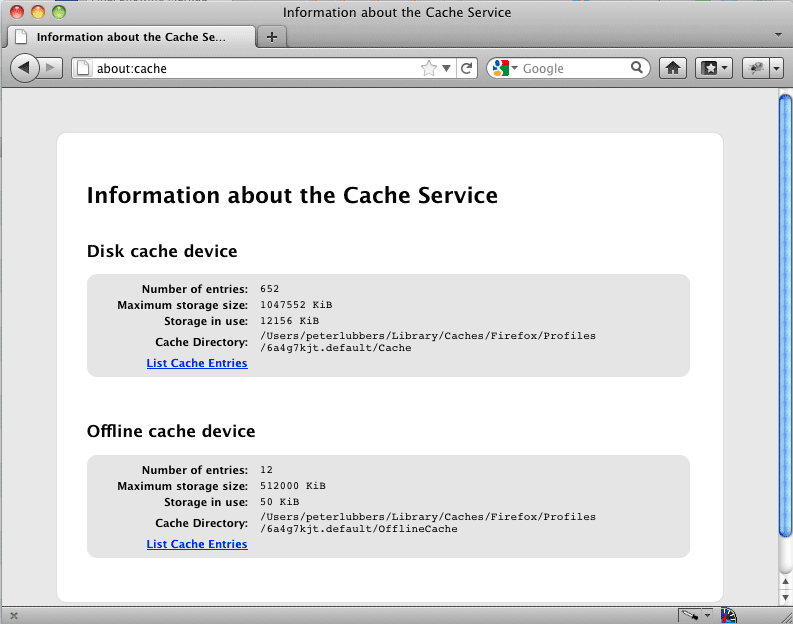 Information about the Cache Service
Information about the Cache Se...
about:cache
Google
Information about the Cache Service
Disk cache device
Number of entries: 652
Maximum storage size: 1047552 KiB
Storage in use: 12156 KiB
Cache Directory: /Users/peterlubbers/Library/Caches/Firefox/Profiles
/6a4g7kjt.default/Cache
List Cache Entries
Offline cache device
Number of entries: 12
Maximum storage size: 512000 KiB
Storage in use: 50 KiB
Cache Directory: /Users/peterlubbers/Library/Caches/Firefox/Profiles
/6a4g7kjt.default/OfflineCache
List Cache Entries